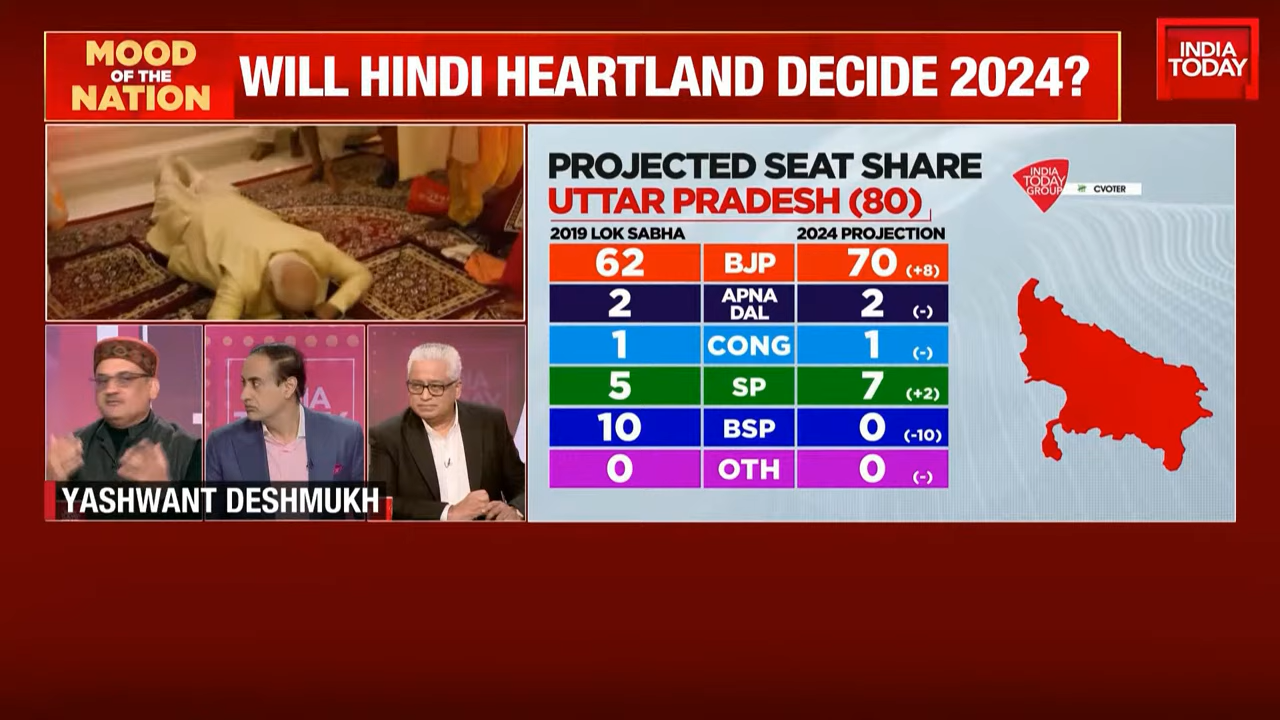 MOOD
OF THE
NATION
WILL HINDI HEARTLAND DECIDE 2024?
INDIA
TODAY
PROJECTED SEAT SHARE
UTTAR PRADESH (80)
INDIA
TODAY
GROUP
CVOTER
2019 LOK SABHA 2024 PROJECTION
62 BJP 70 (+8)
2 APNA DAL 2 (-)
1 CONG 1 (-)
5 SP 7 (+2)
10 BSP 0 (-10)
0 OTH 0 (-)
YASHWANT DESHMUKH